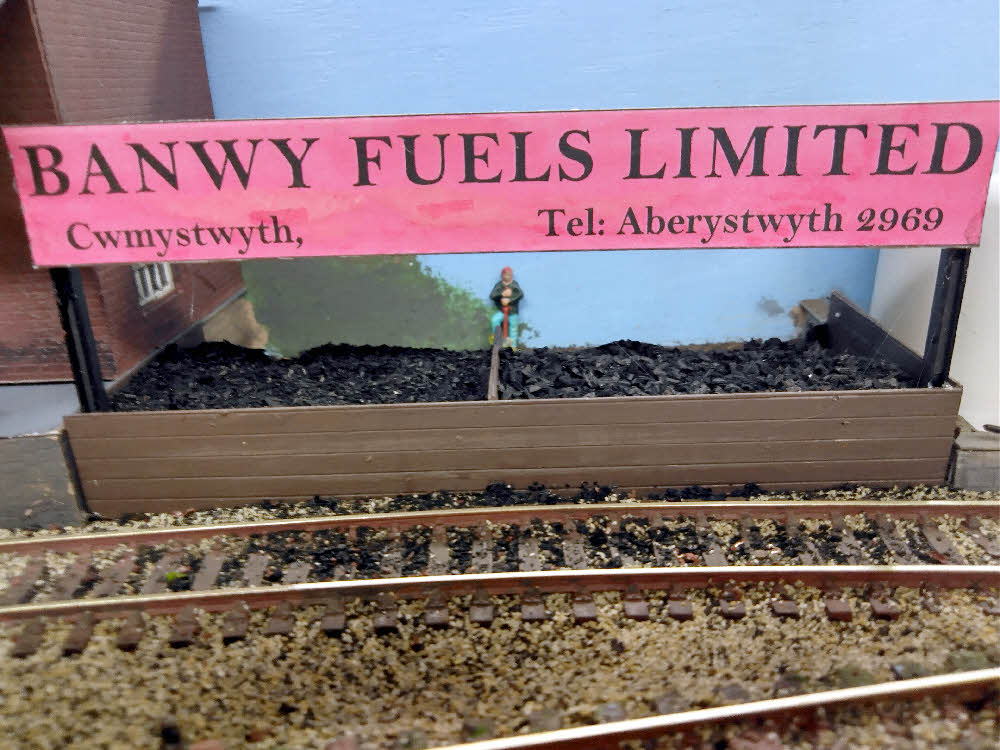 BANWY FUELS LIMITED
Cwmystwyth, Tel: Aberystwyth 2969